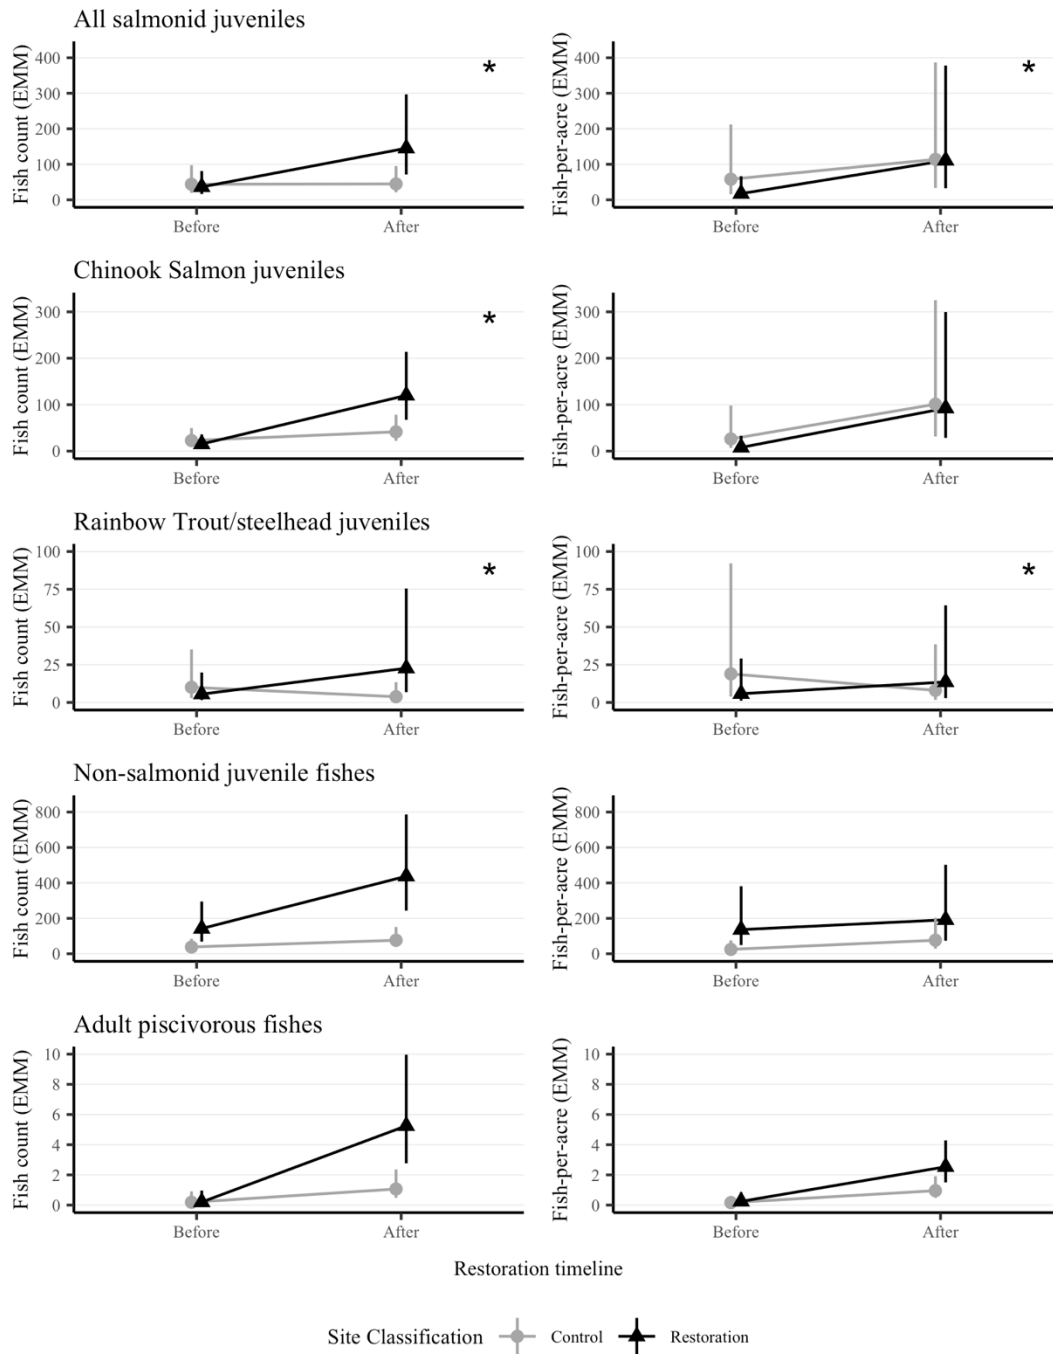 All salmonid juveniles
Fish count (EMM)
400
300
200
100
0
*
Before After
Fish-per-acre (EMM)
400
300
200
100
0
*
Before After
Chinook Salmon juveniles
Fish count (EMM)
300
200
100
0
*
Before After
Fish-per-acre (EMM)
300
200
100
0
Before After
Rainbow Trout/steelhead juveniles
Fish count (EMM)
100
75
50
25
0
*
Before After
Fish-per-acre (EMM)
100
75
50
25
0
*
Before After
Non-salmonid juvenile fishes
Fish count (EMM)
800
600
400
200
0
Before After
Fish-per-acre (EMM)
800
600
400
200
0
Before After
Adult piscivorous fishes
Fish count (EMM)
10
8
6
4
2
0
Before After
Fish-per-acre (EMM)
10
8
6
4
2
0
Before After
Restoration timeline
Site Classification Control Restoration